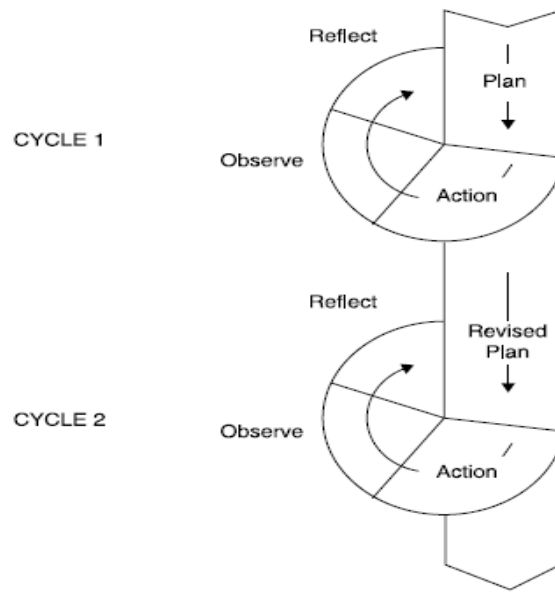 Reflect
Plan
CYCLE 1
Observe
Action
Reflect
Revised
Plan
CYCLE 2
Observe
Action